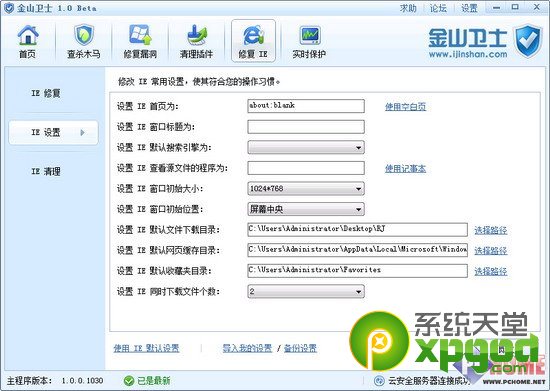 金山卫士 1.0 Beta
求助 论坛 设置
首页 查杀木马 修复漏洞 清理插件 修复 IE 实时保护
金山卫士
www.ijinshan.com
IE 修复
IE 设置
IE 清理
修改 IE 常用设置，使其符合您的操作习惯。
设置 IE 首页为: about:blank 使用空白页
设置 IE 窗口标题为:
设置 IE 默认搜索引擎为:
设置 IE 查看源文件的程序为: 使用记事本
设置 IE 窗口初始大小: 1024*768
设置 IE 窗口初始位置: 屏幕中央
设置 IE 默认文件下载目录: C:\Users\Administrator\Desktop\RJ 选择路径
设置 IE 默认网页缓存目录: C:\Users\Administrator\AppData\Local\Microsoft\Window 选择路径
设置 IE 默认收藏夹目录: C:\Users\Administrator\Favorites 选择路径
设置 IE 同时下载文件个数: 2
使用 IE 默认设置 导入我的设置 / 备份设置
系统天堂
xpgod.com
主程序版本: 1.0.0.1030 已是最新 云安全服务器连接成功
HOME
WWW.PCHOME.NET